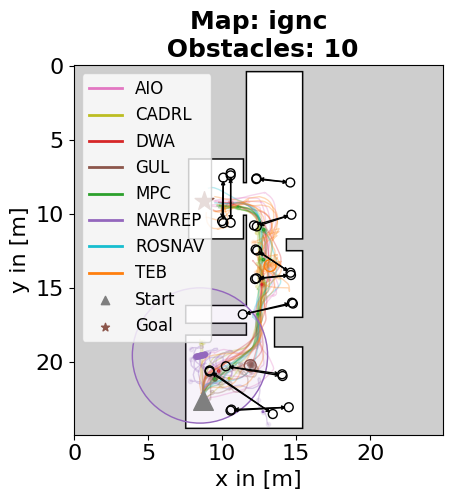 Map: ignc
Obstacles: 10
0
5
10
15
20
y in [m]
AIO
CADRL
DWA
GUL
MPC
NAVREP
ROSNAV
TEB
Start
Goal
0 5 10 15 20
x in [m]